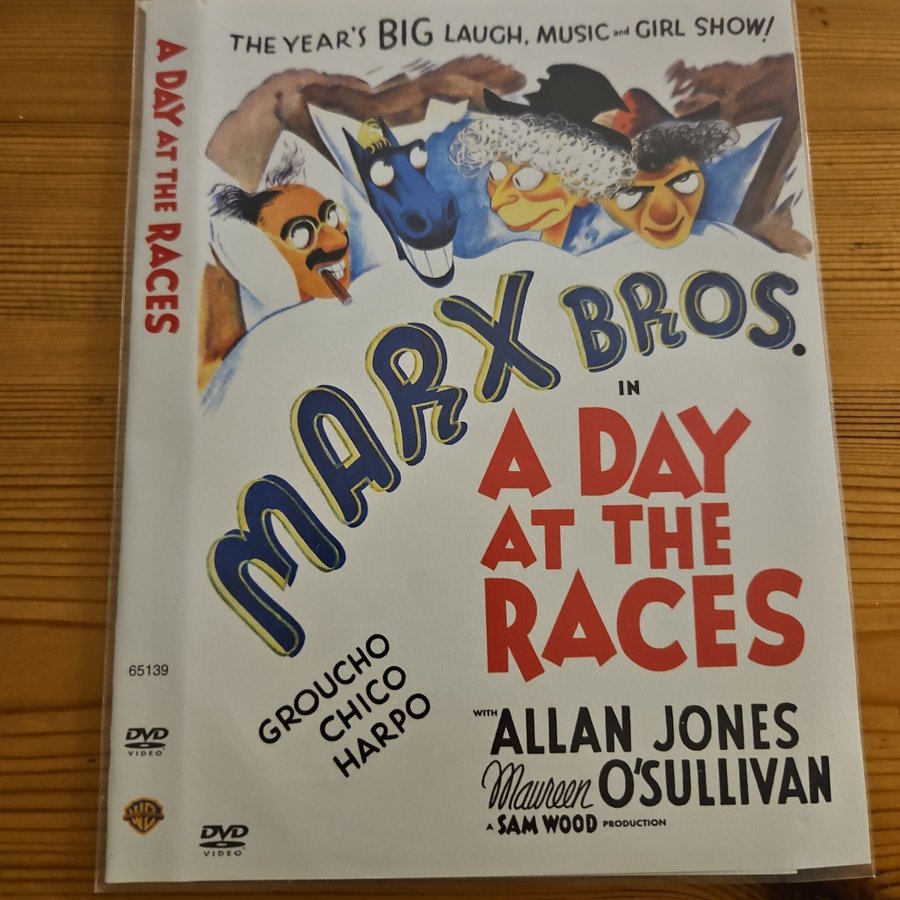 A DAY AT THE RACES
65139
DVD
VIDEO
WB
THE YEAR'S BIG LAUGH, MUSIC and GIRL SHOW!
MARX BROS.
IN
A DAY
AT THE
RACES
GROUCHO
CHICO
HARPO
WITH ALLAN JONES
Maureen O'SULLIVAN
A SAM WOOD PRODUCTION
DVD
VIDEO